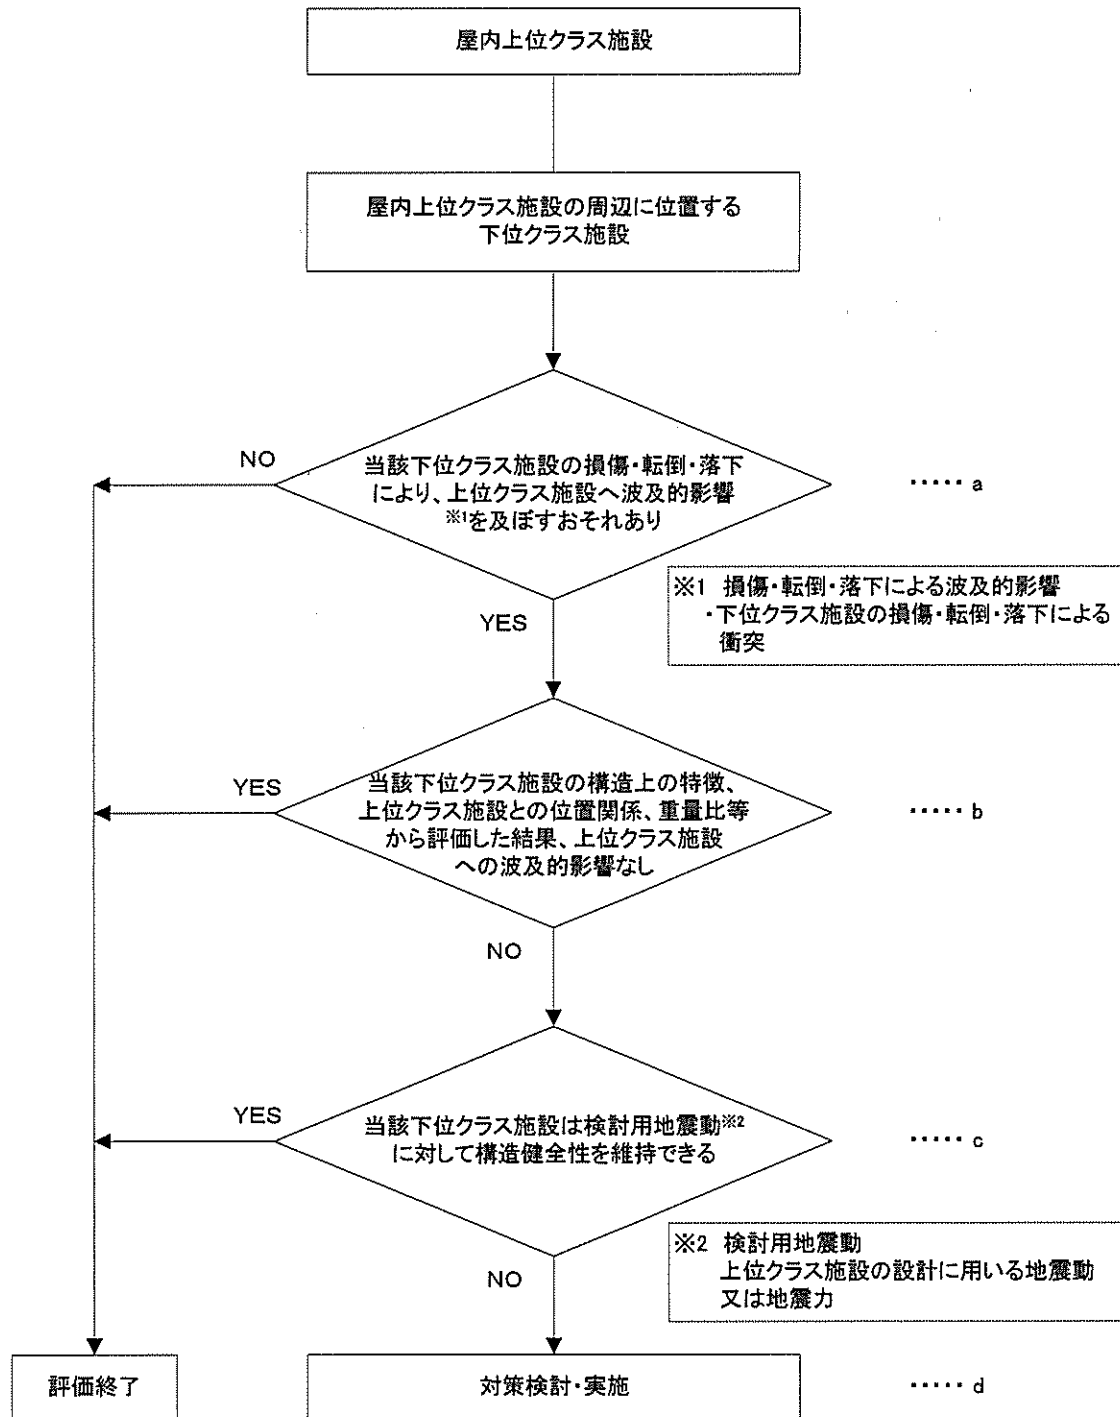 屋内上位クラス施設
屋内上位クラス施設の周辺に位置する
下位クラス施設
NO
当該下位クラス施設の損傷・転倒・落下
により、上位クラス施設へ波及的影響
※1を及ぼすおそれあり
‥‥‥ a
※1 損傷・転倒・落下による波及的影響
・下位クラス施設の損傷・転倒・落下による
衝突
YES
YES
当該下位クラス施設の構造上の特徴、
上位クラス施設との位置関係、重量比等
から評価した結果、上位クラス施設
への波及的影響なし
‥‥‥ b
NO
YES
当該下位クラス施設は検討用地震動※2
に対して構造健全性を維持できる
‥‥‥ c
※2 検討用地震動
上位クラス施設の設計に用いる地震動
又は地震力
NO
評価終了
対策検討・実施
‥‥‥ d